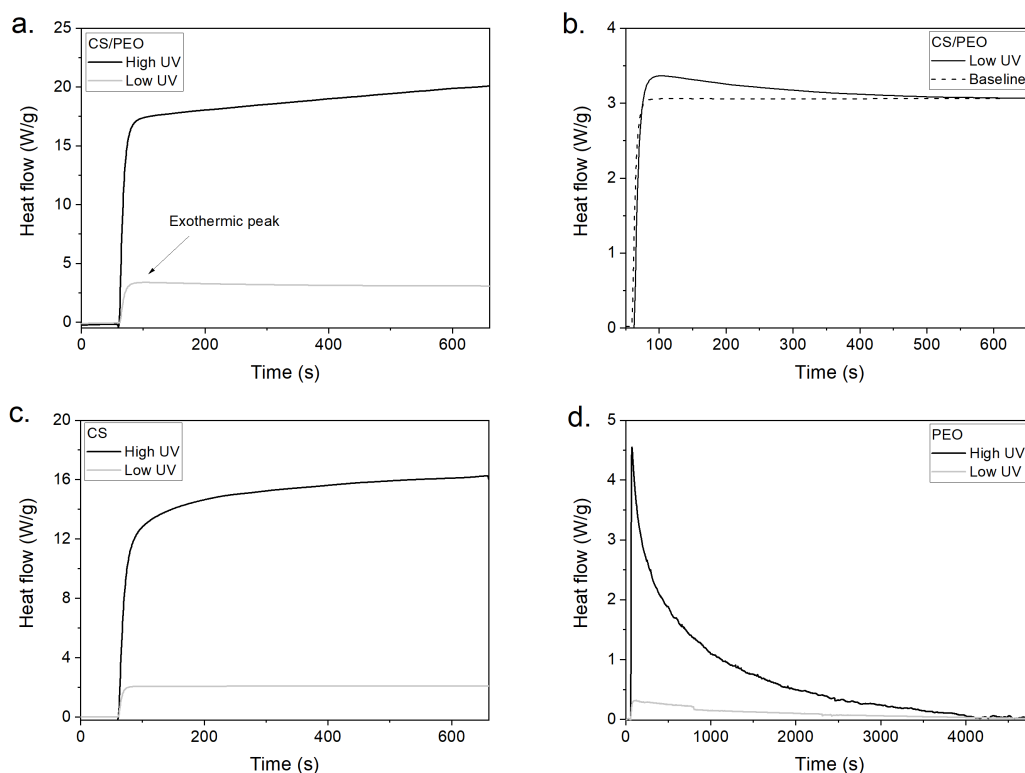 a.
CS/PEO
High UV
Low UV
Exothermic peak
Heat flow (W/g)
25
20
15
10
5
0
0 200 400 600
Time (s)
b.
CS/PEO
Low UV
Baseline
Heat flow (W/g)
4
3
2
1
0
100 200 300 400 500 600
Time (s)
c.
CS
High UV
Low UV
Heat flow (W/g)
20
16
12
8
4
0
0 200 400 600
Time (s)
d.
PEO
High UV
Low UV
Heat flow (W/g)
5
4
3
2
1
0
0 1000 2000 3000 4000
Time (s)